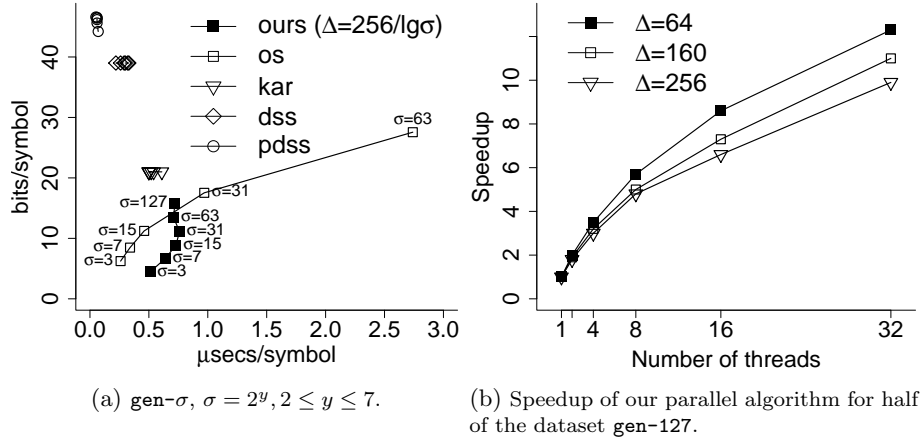 bits/symbol
0 10 20 30 40
ours (Δ=256/lgσ)
os
kar
dss
pdss
σ=63
σ=31
σ=127
σ=63
σ=15
σ=31
σ=7
σ=15
σ=3
σ=7
σ=3
0.0 0.5 1.0 1.5 2.0 2.5 3.0
μsecs/symbol
(a) gen-σ, σ = 2^y, 2 ≤ y ≤ 7.
Speedup
0 2 4 6 8 10
Δ=64
Δ=160
Δ=256
1 4 8 16 32
Number of threads
(b) Speedup of our parallel algorithm for half
of the dataset gen-127.